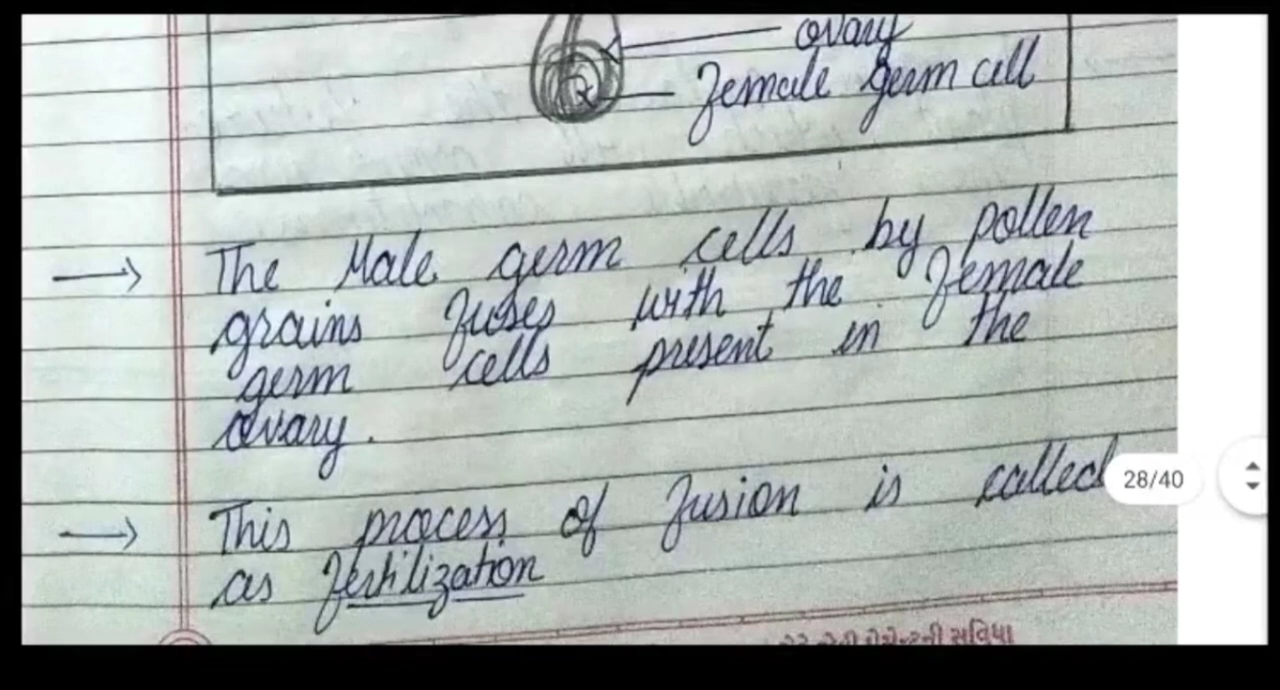 ovary
Female germ cell
→ The Male germ cells by pollen
grains fuses with the female
germ cells present in the
ovary.
→ This process of fusion is called
as fertilization
28/40
સુવિધા